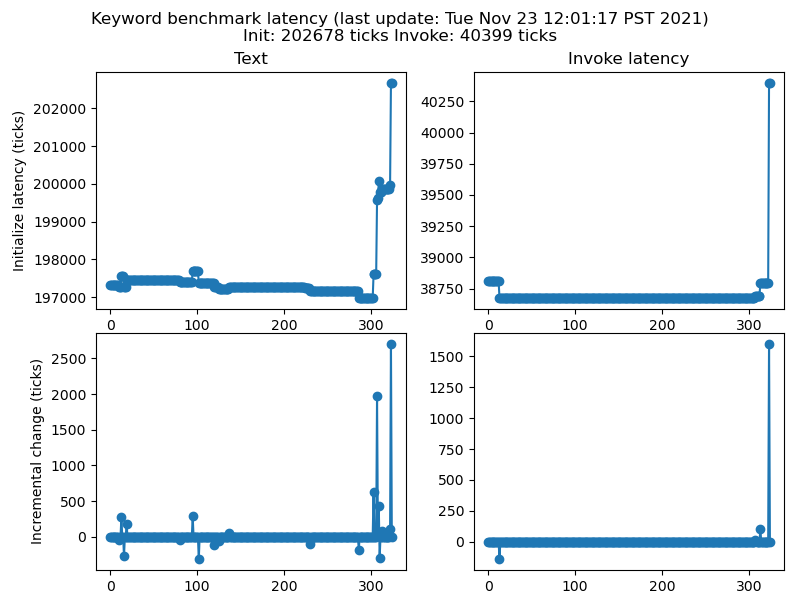 Keyword benchmark latency (last update: Tue Nov 23 12:01:17 PST 2021)
Init: 202678 ticks Invoke: 40399 ticks
Text
Invoke latency
Initialize latency (ticks)
202000
201000
200000
199000
198000
197000
0 100 200 300
40250
40000
39750
39500
39250
39000
38750
0 100 200 300
Incremental change (ticks)
2500
2000
1500
1000
500
0
0 100 200 300
1500
1250
1000
750
500
250
0
0 100 200 300